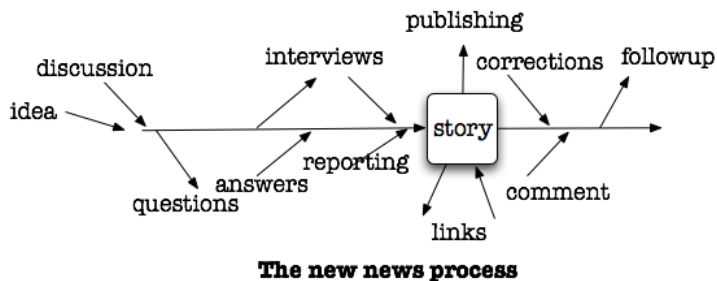 publishing
interviews
corrections
followup
discussion
idea
story
reporting
answers
questions
comment
links
The new news process